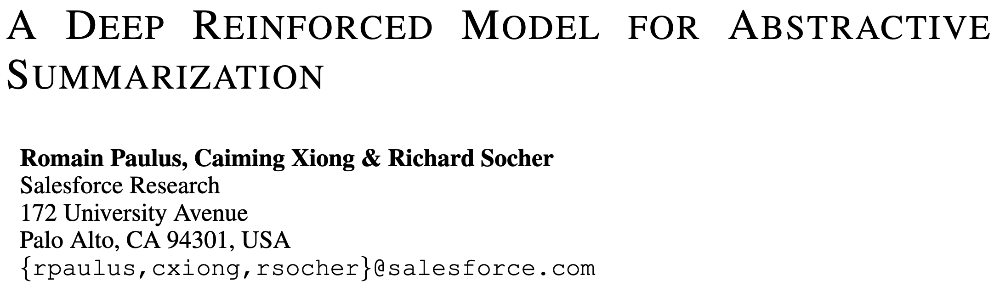 A DEEP REINFORCED MODEL FOR ABSTRACTIVE
SUMMARIZATION
Romain Paulus, Caiming Xiong & Richard Socher
Salesforce Research
172 University Avenue
Palo Alto, CA 94301, USA
{rpaulus,cxiong,rsocher}@salesforce.com